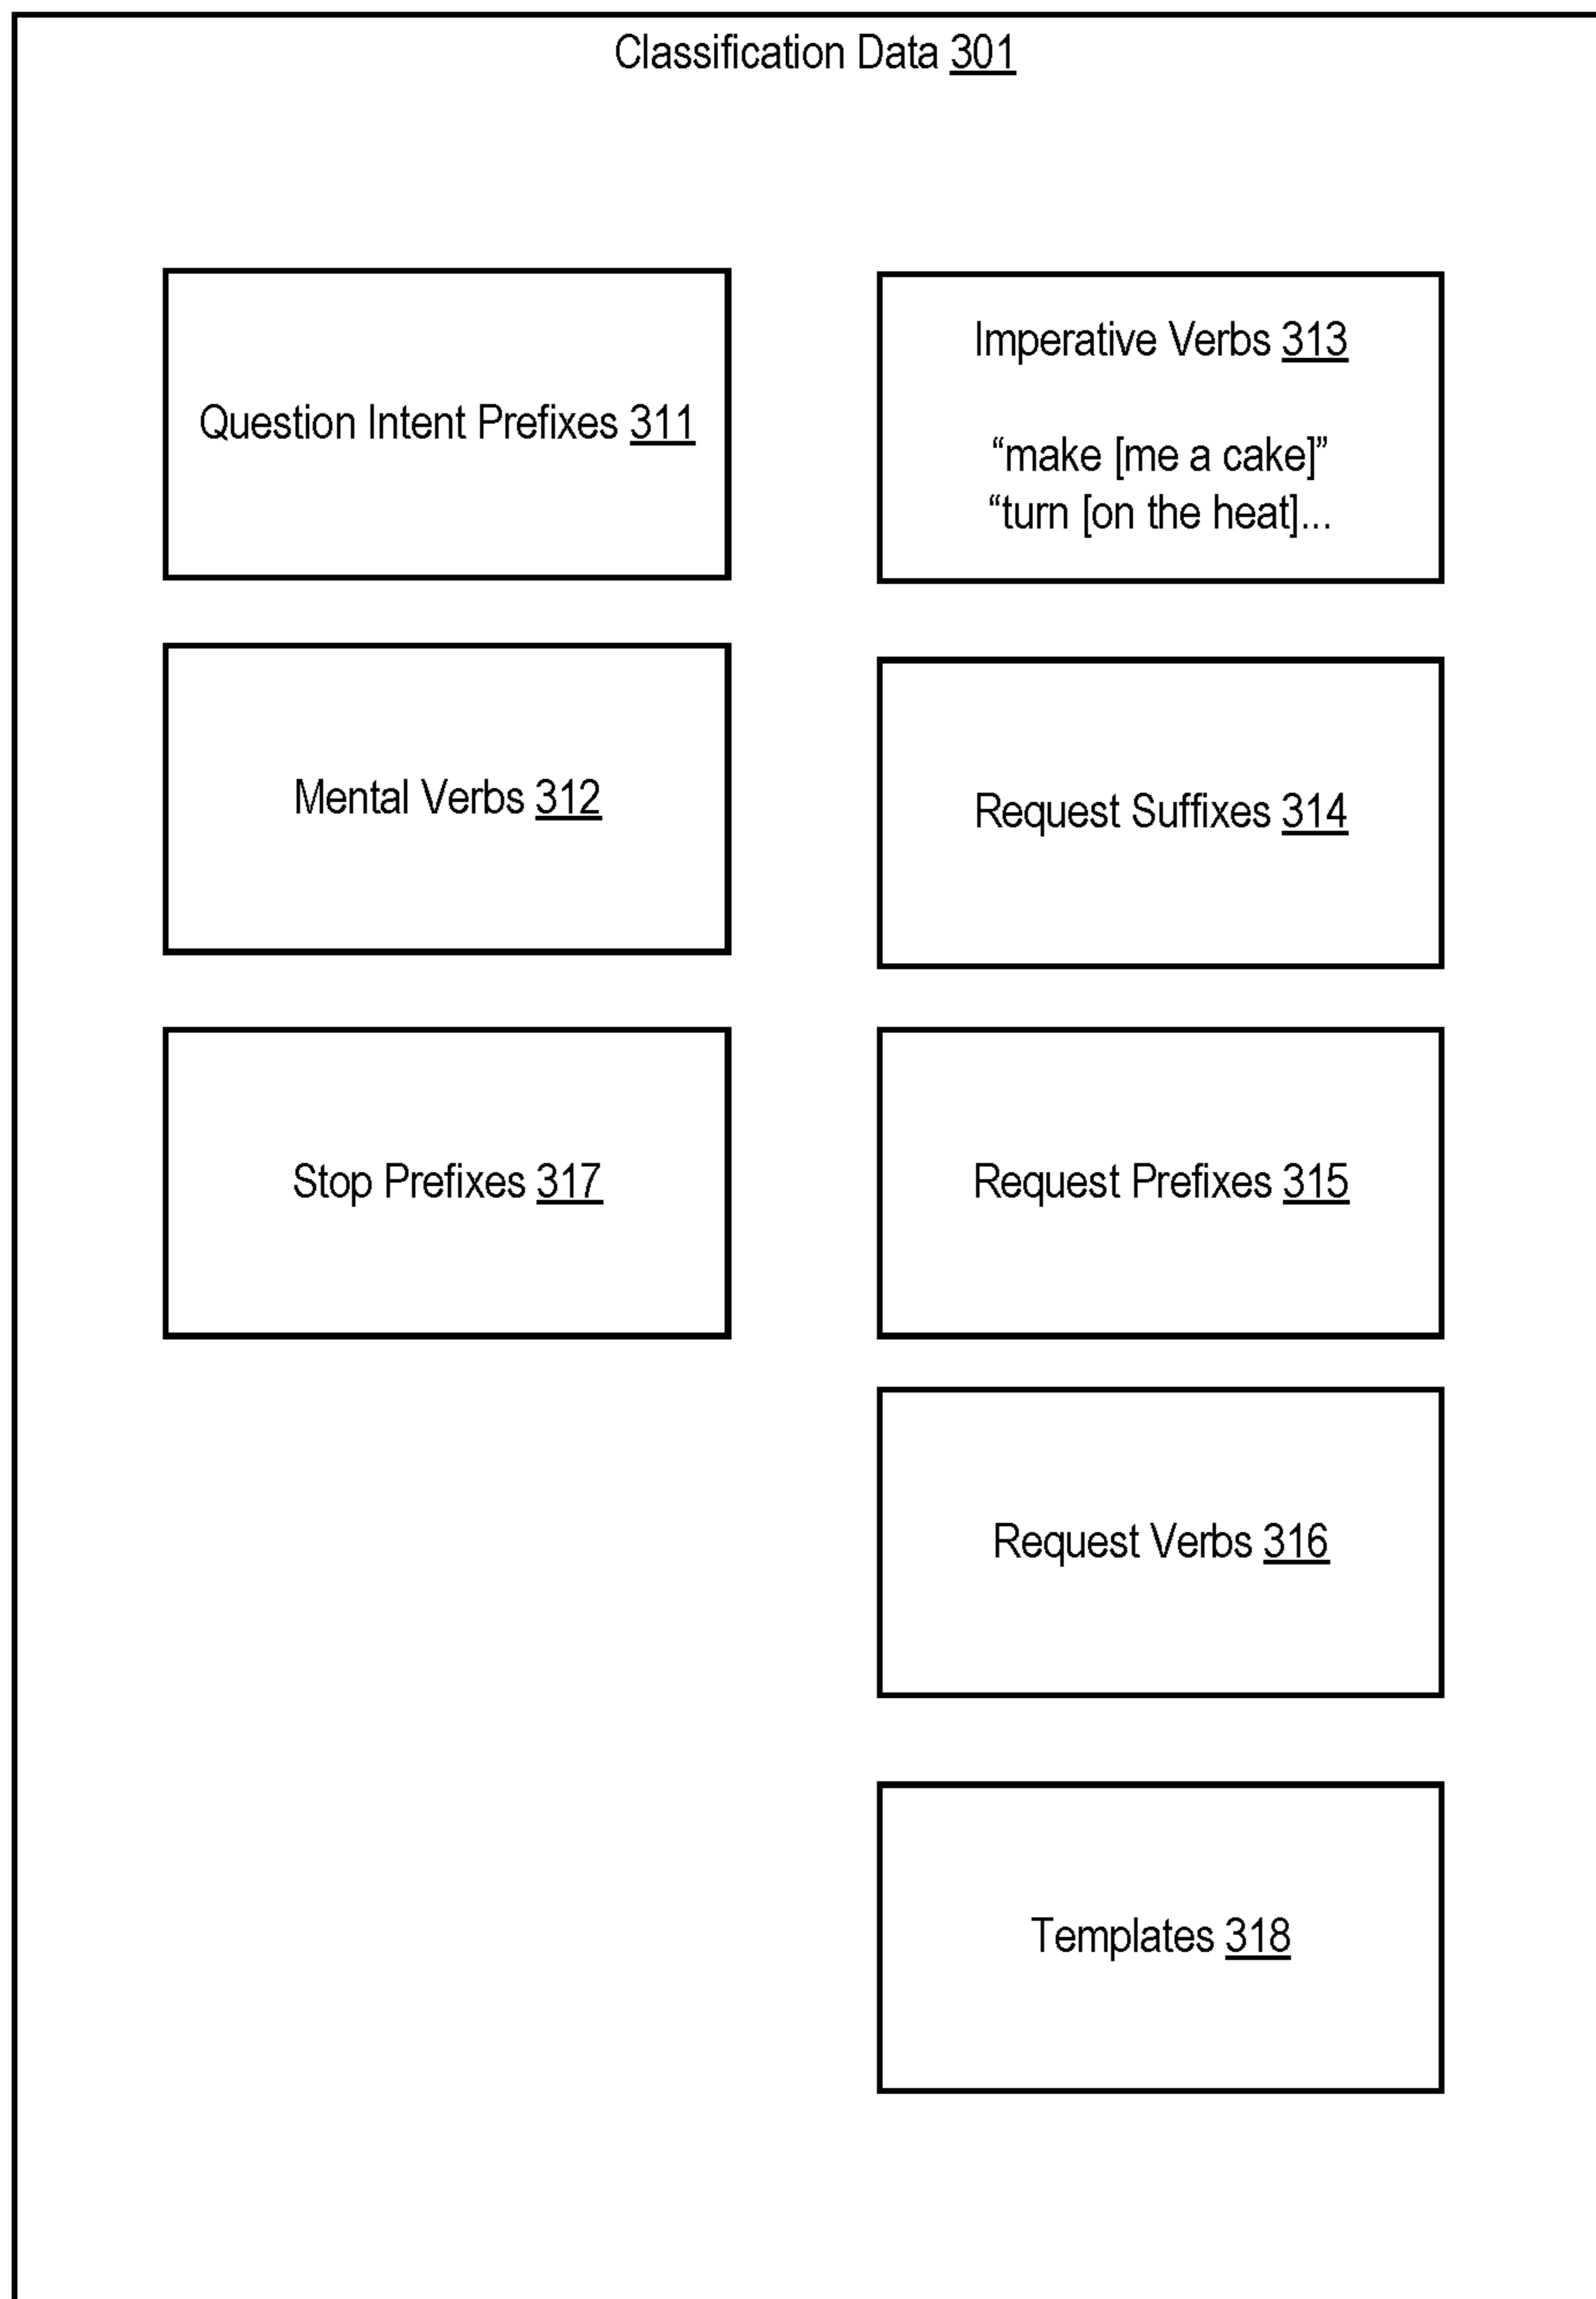 Classification Data 301
Question Intent Prefixes 311
Imperative Verbs 313
“make [me a cake]”
“turn [on the heat]...
Mental Verbs 312
Request Suffixes 314
Stop Prefixes 317
Request Prefixes 315
Request Verbs 316
Templates 318